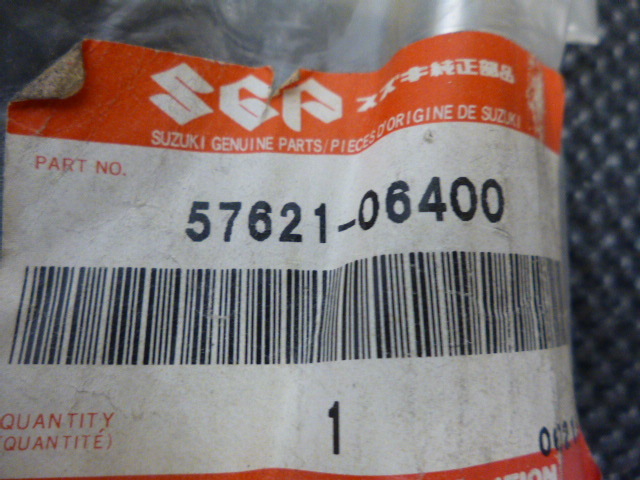 SGP スズキ純正部品
SUZUKI GENUINE PARTS/PIECES D'ORIGINE DE SUZUKI
PART NO.
57621-06400
QUANTITY 1
(QUANTITÉ)